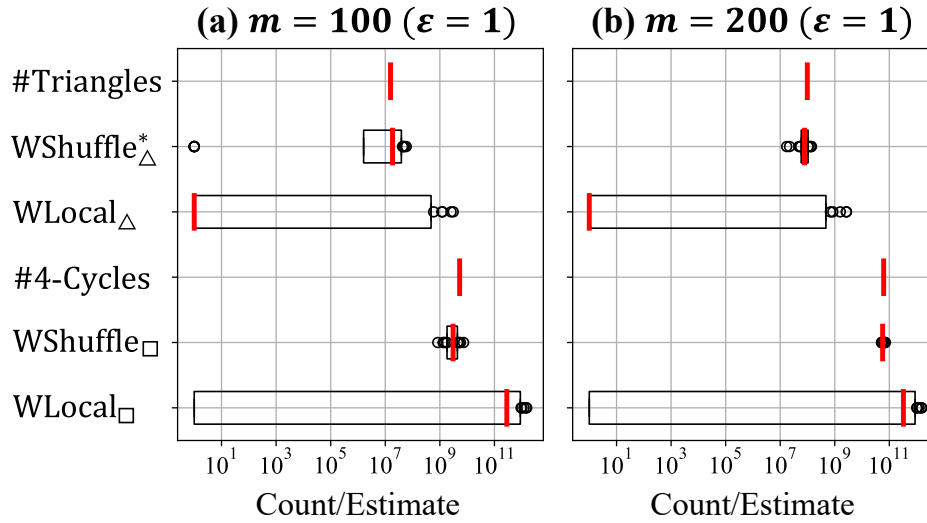 (a) 𝒎 = 𝟏𝟎𝟎 (𝜺 = 𝟏)
(b) 𝒎 = 𝟐𝟎𝟎 (𝜺 = 𝟏)
#Triangles
WShuffle*△
WLocal△
#4-Cycles
WShuffle□
WLocal□
10¹ 10³ 10⁵ 10⁷ 10⁹ 10¹¹
10¹ 10³ 10⁵ 10⁷ 10⁹ 10¹¹
Count/Estimate
Count/Estimate